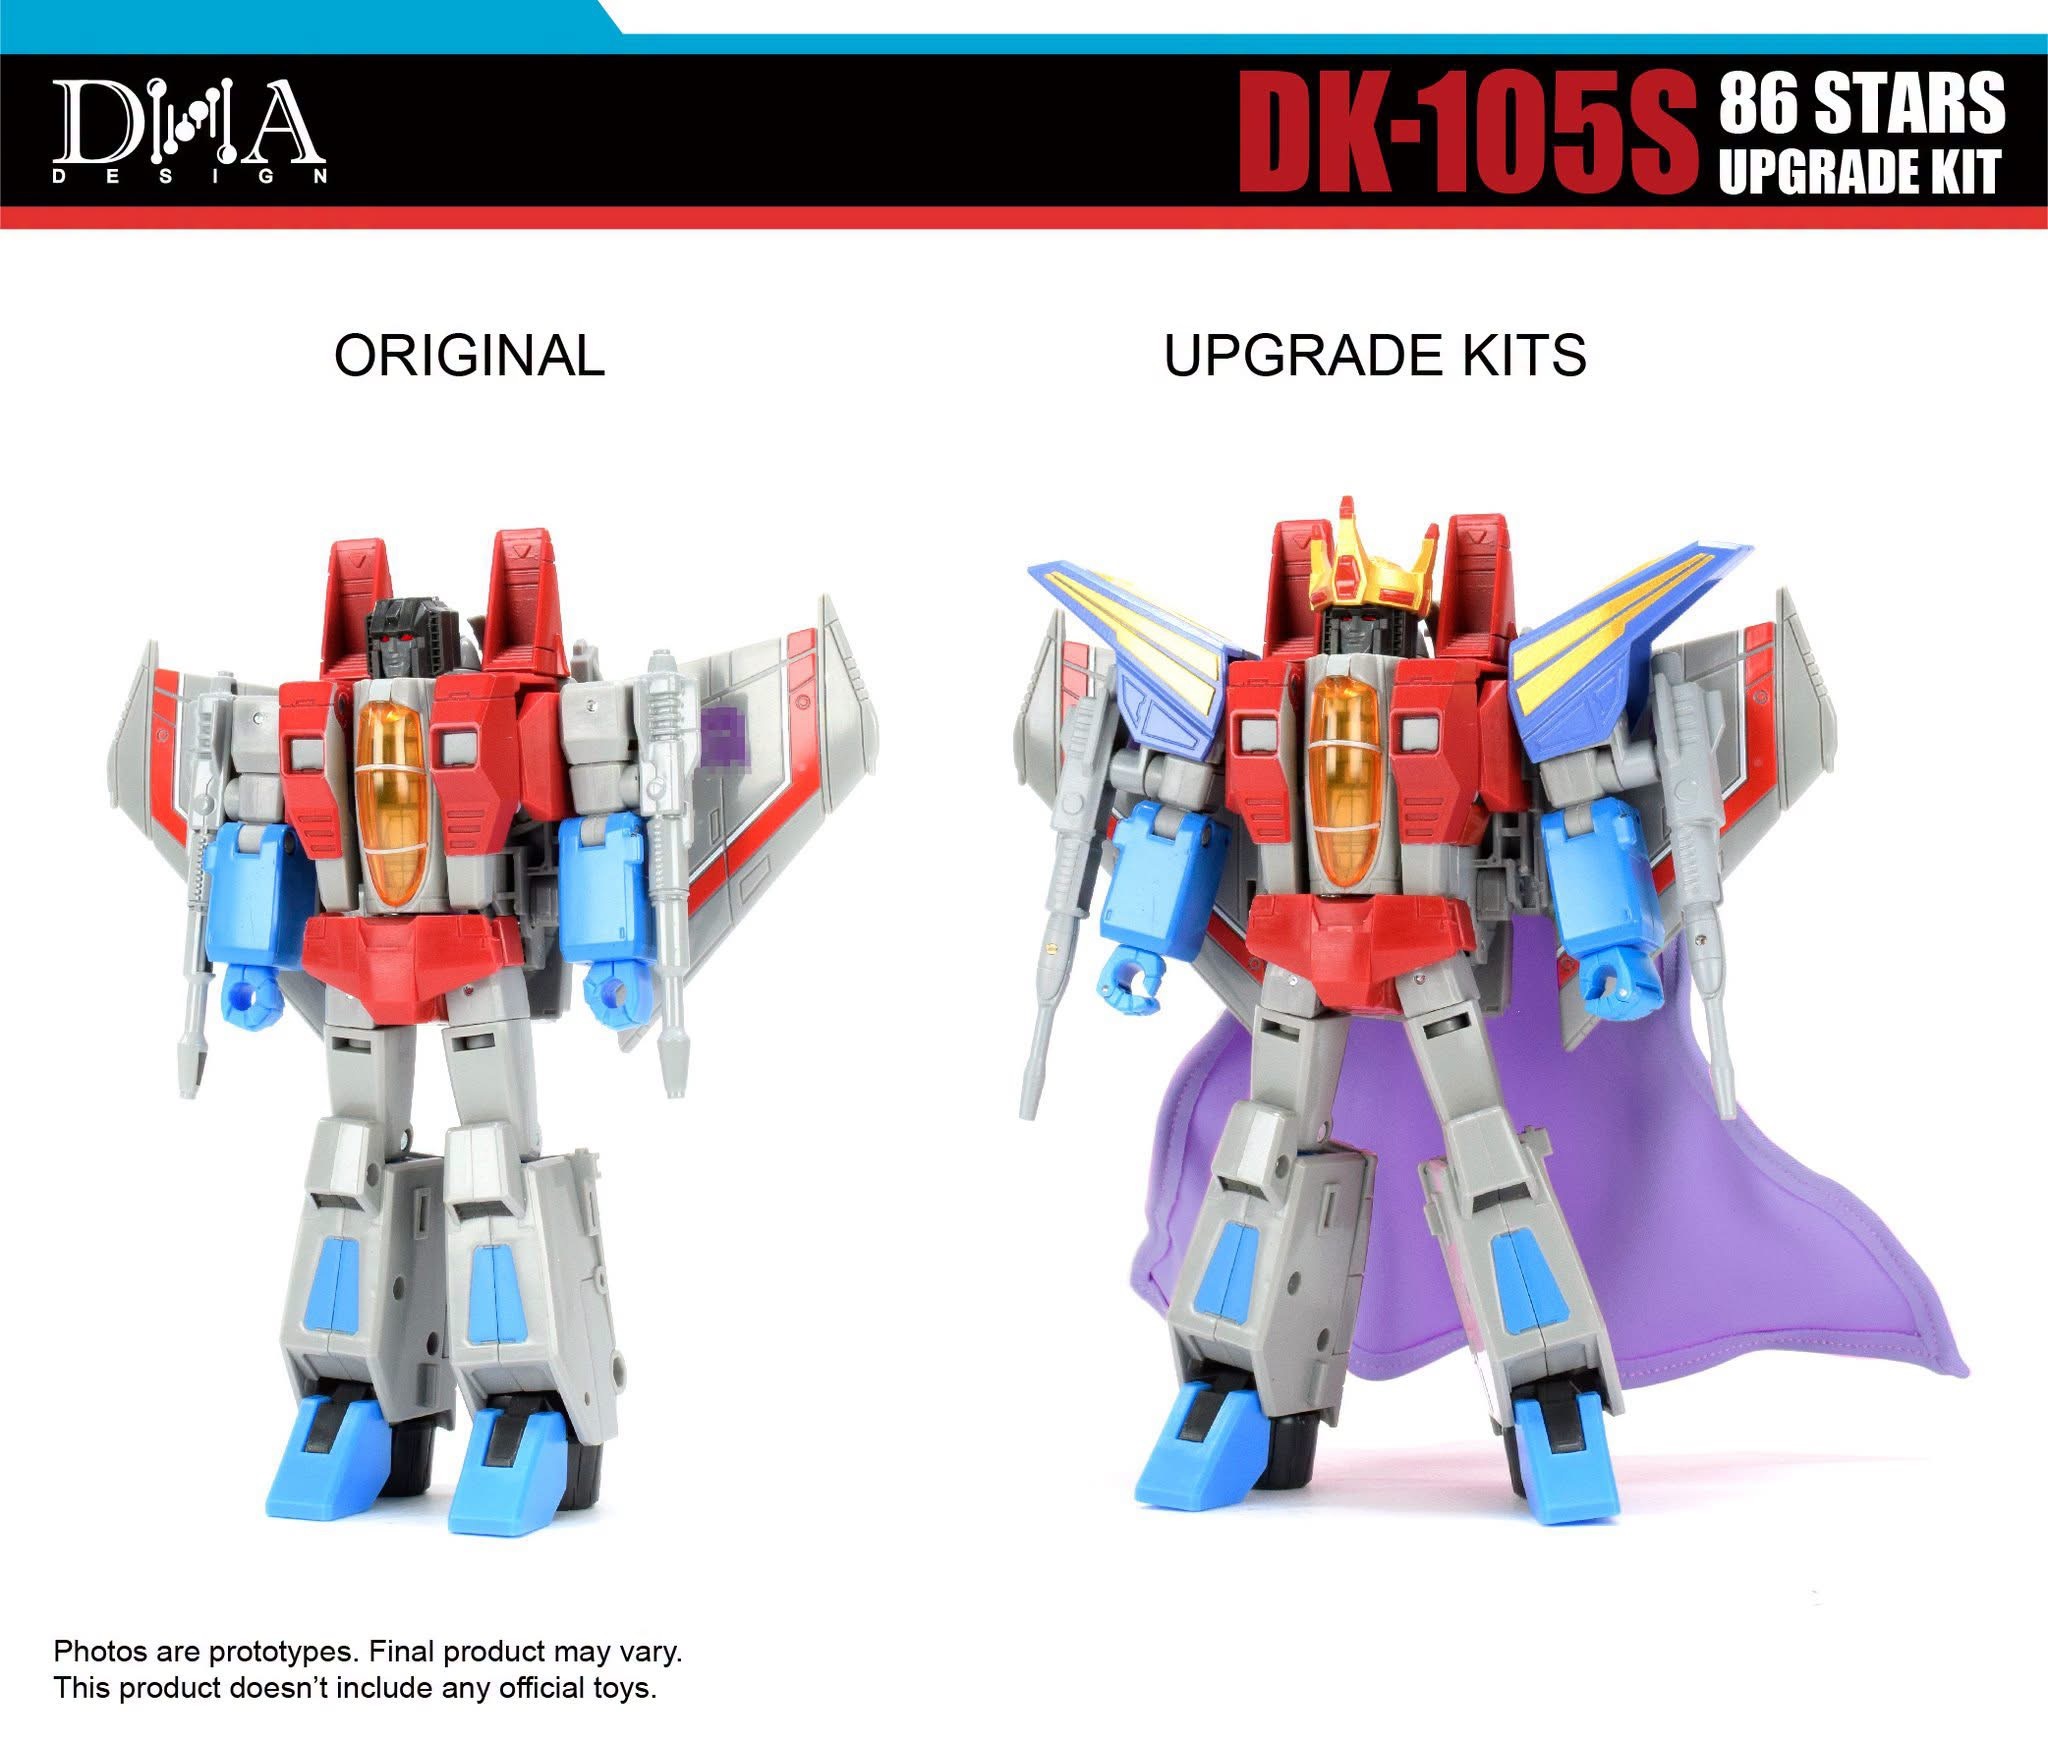 DNA
DESIGN
DK-105S
86 STARS
UPGRADE KIT
ORIGINAL
UPGRADE KITS
Photos are prototypes. Final product may vary.
This product doesn’t include any official toys.